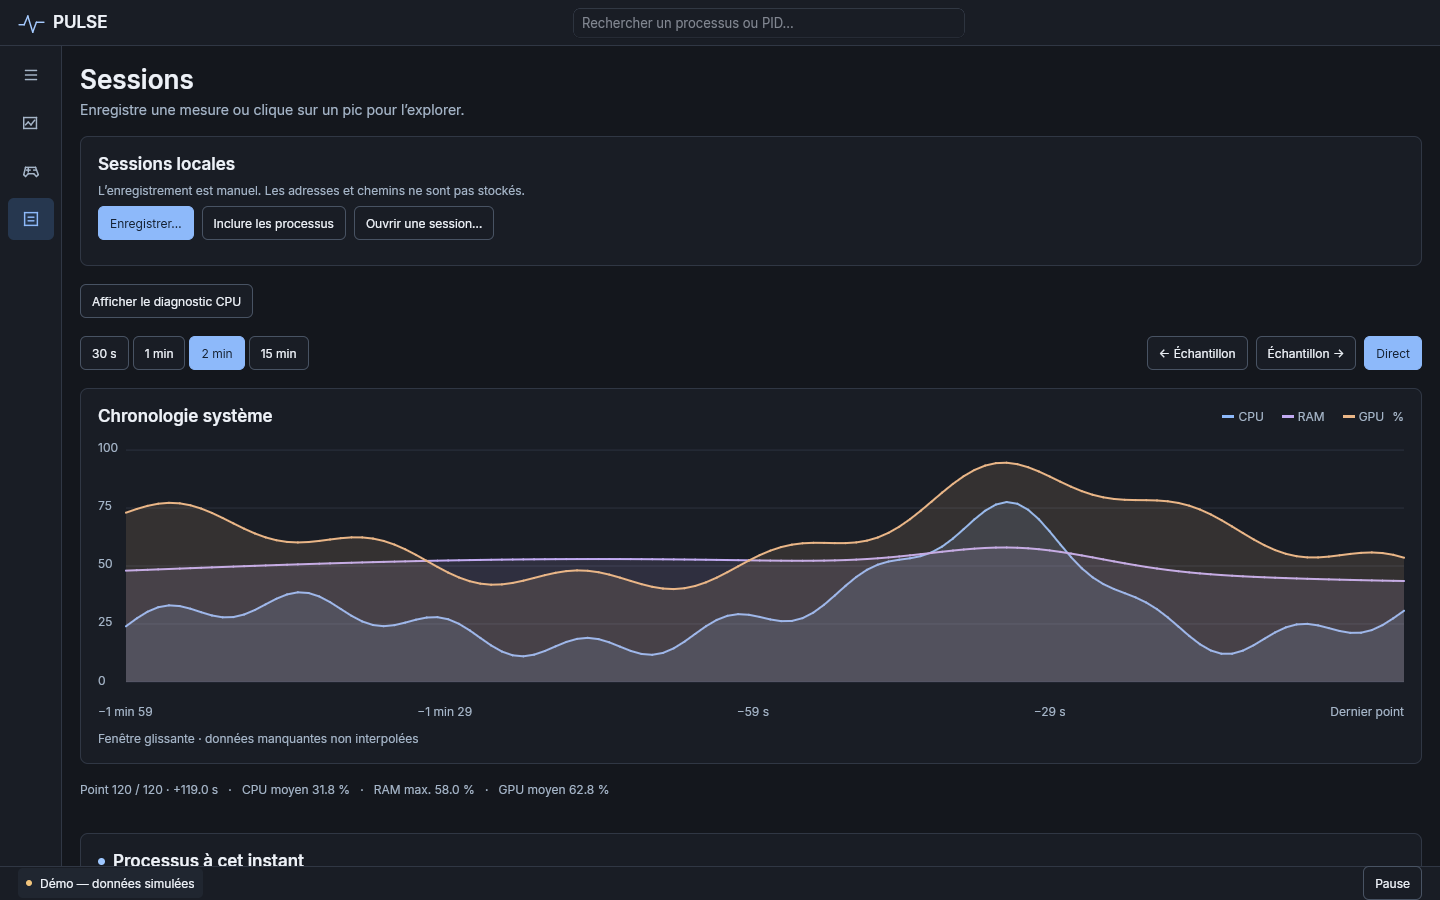 PULSE
Rechercher un processus ou PID...
Sessions
Enregistre une mesure ou clique sur un pic pour l’explorer.
Sessions locales
L’enregistrement est manuel. Les adresses et chemins ne sont pas stockés.
Enregistrer... Inclure les processus Ouvrir une session...
Afficher le diagnostic CPU
30 s 1 min 2 min 15 min ← Échantillon Échantillon → Direct
Chronologie système CPU RAM GPU %
100
75
50
25
0
−1 min 59 −1 min 29 −59 s −29 s Dernier point
Fenêtre glissante · données manquantes non interpolées
Point 120 / 120 · +119.0 s · CPU moyen 31.8 % · RAM max. 58.0 % · GPU moyen 62.8 %
Processus à cet instant
Démo — données simulées Pause